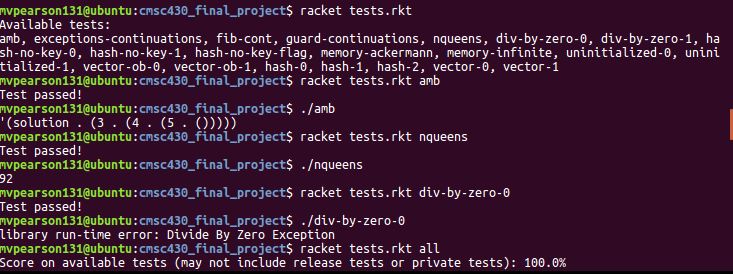 mvpearson131@ubuntu:cmsc430_final_project$ racket tests.rkt
Available tests:
amb, exceptions-continuations, fib-cont, guard-continuations, nqueens, div-by-zero-0, div-by-zero-1, ha
sh-no-key-0, hash-no-key-1, hash-no-key-flag, memory-ackermann, memory-infinite, uninitialized-0, unini
tialized-1, vector-ob-0, vector-ob-1, hash-0, hash-1, hash-2, vector-0, vector-1
mvpearson131@ubuntu:cmsc430_final_project$ racket tests.rkt amb
Test passed!
mvpearson131@ubuntu:cmsc430_final_project$ ./amb
'(solution . (3 . (4 . (5 . ()))))
mvpearson131@ubuntu:cmsc430_final_project$ racket tests.rkt nqueens
Test passed!
mvpearson131@ubuntu:cmsc430_final_project$ ./nqueens
92
mvpearson131@ubuntu:cmsc430_final_project$ racket tests.rkt div-by-zero-0
Test passed!
mvpearson131@ubuntu:cmsc430_final_project$ ./div-by-zero-0
library run-time error: Divide By Zero Exception
mvpearson131@ubuntu:cmsc430_final_project$ racket tests.rkt all
Score on available tests (may not include release tests or private tests): 100.0%